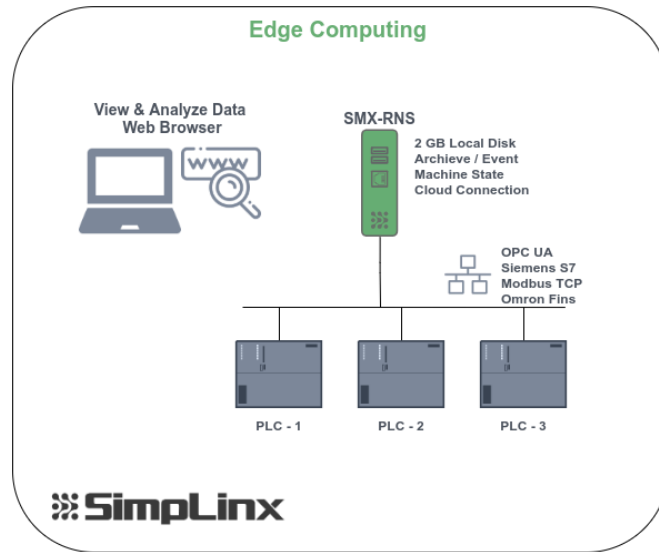 Edge Computing
View & Analyze Data
Web Browser
www
SMX-RNS
2 GB Local Disk
Archieve / Event
Machine State
Cloud Connection
OPC UA
Siemens S7
Modbus TCP
Omron Fins
PLC - 1
PLC - 2
PLC - 3
SimpLinx